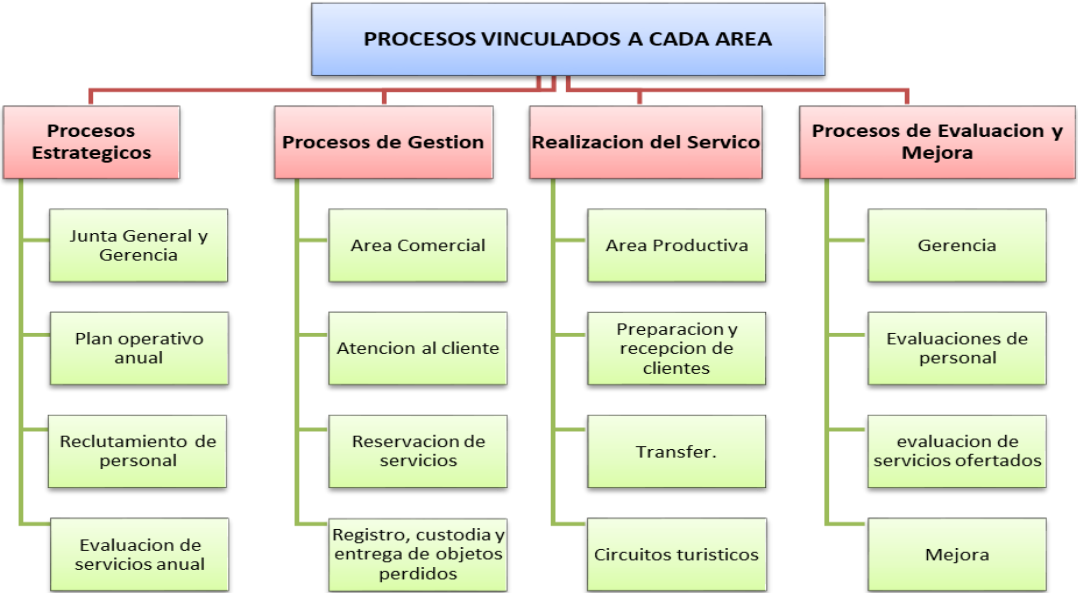 PROCESOS VINCULADOS A CADA AREA
Procesos
Estrategicos
Junta General y
Gerencia
Plan operativo
anual
Reclutamiento de
personal
Evaluacion de
servicios anual
Procesos de Gestion
Area Comercial
Atencion al cliente
Reservacion de
servicios
Registro, custodia y
entrega de objetos
perdidos
Realizacion del Servico
Area Productiva
Preparacion y
recepcion de
clientes
Transfer.
Circuitos turisticos
Procesos de Evaluacion y
Mejora
Gerencia
Evaluaciones de
personal
evaluacion de
servicios ofertados
Mejora